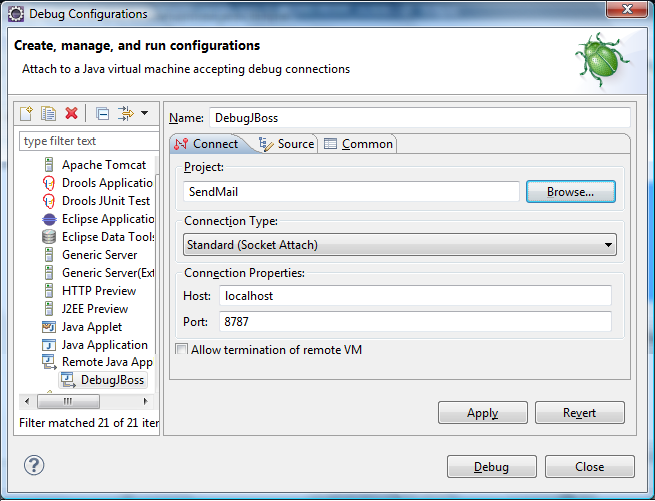 Debug Configurations
Create, manage, and run configurations
Attach to a Java virtual machine accepting debug connections
type filter text
Apache Tomcat
Drools Applicatio
Drools JUnit Test
Eclipse Applicatio
Eclipse Data Tools
Generic Server
Generic Server(Ext
HTTP Preview
J2EE Preview
Java Applet
Java Application
Remote Java App
DebugJBoss
Filter matched 21 of 21 iter
Name: DebugJBoss
Connect Source Common
Project:
SendMail Browse...
Connection Type:
Standard (Socket Attach)
Connection Properties:
Host: localhost
Port: 8787
Allow termination of remote VM
Apply Revert
? Debug Close